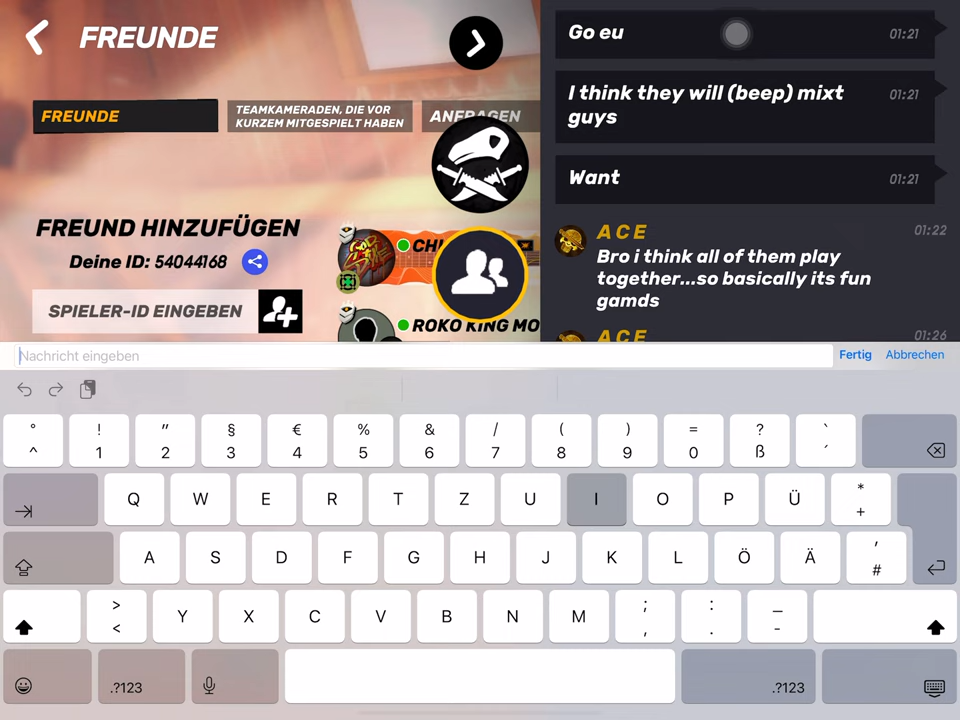 FREUNDE
FREUNDE
TEAMKAMERADEN, DIE VOR
KURZEM MITGESPIELT HABEN
ANFRAGEN
FREUND HINZUFÜGEN
Deine ID: 54044168
SPIELER-ID EINGEBEN
ROKO KING MO
Go eu
01:21
I think they will (beep) mixt
guys
01:21
Want
01:21
A C E
01:22
Bro i think all of them play
together...so basically its fun
gamds
A C E
01:26
Nachricht eingeben
Fertig
Abbrechen
° ! " § € % & / ( ) = ? `
^ 1 2 3 4 5 6 7 8 9 0 ß ´
Q W E R T Z U I O P Ü * +
A S D F G H J K L Ö Ä ' #
> < Y X C V B N M ; , : . _ -
.?123
.?123